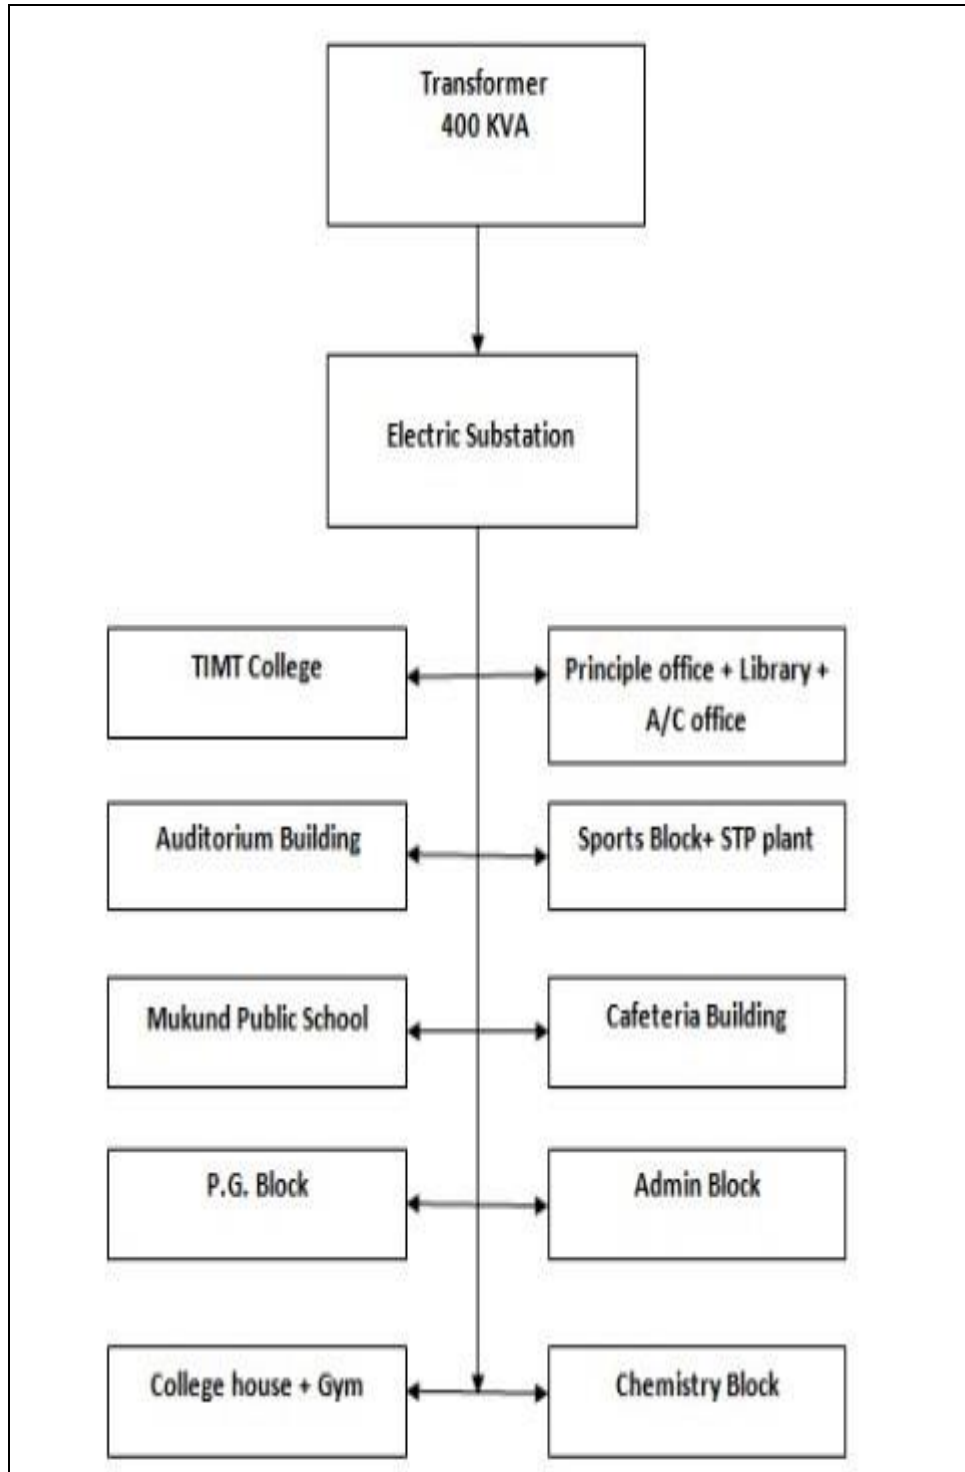 Transformer
400 KVA
Electric Substation
TIMT College
Principle office + Library +
A/C office
Auditorium Building
Sports Block+ STP plant
Mukund Public School
Cafeteria Building
P.G. Block
Admin Block
College house + Gym
Chemistry Block